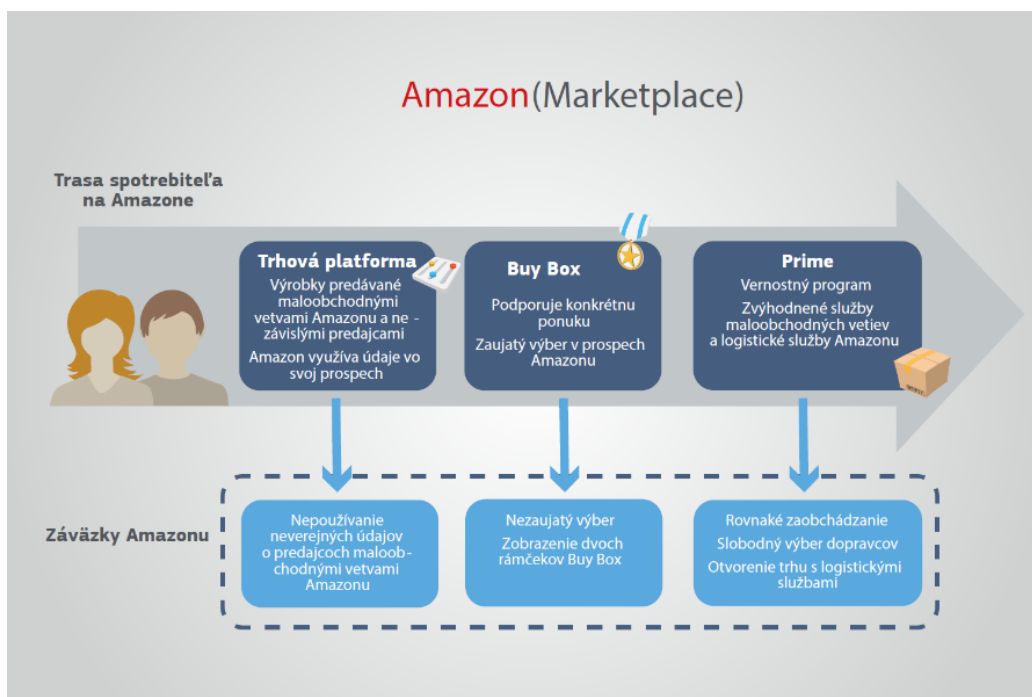 Amazon(Marketplace)
Trasa spotrebiteľa
na Amazone
Trhová platforma
Výrobky predávané
maloobchodnými
vetvami Amazonu a ne -
závislými predajcami
Amazon využíva údaje vo
svoj prospech
Buy Box
Podporuje konkrétnu
ponuku
Zaujatý výber v prospech
Amazonu
Prime
Vernostný program
Zvýhodnené služby
maloobchodných vetiev
a logistické služby Amazonu
Záväzky Amazonu
Nepoužívanie
neverejných údajov
o predajcoch maloob-
chodnými vetvami
Amazonu
Nezaujatý výber
Zobrazenie dvoch
rámčekov Buy Box
Rovnaké zaobchádzanie
Slobodný výber dopravcov
Otvorenie trhu s logistickými
službami